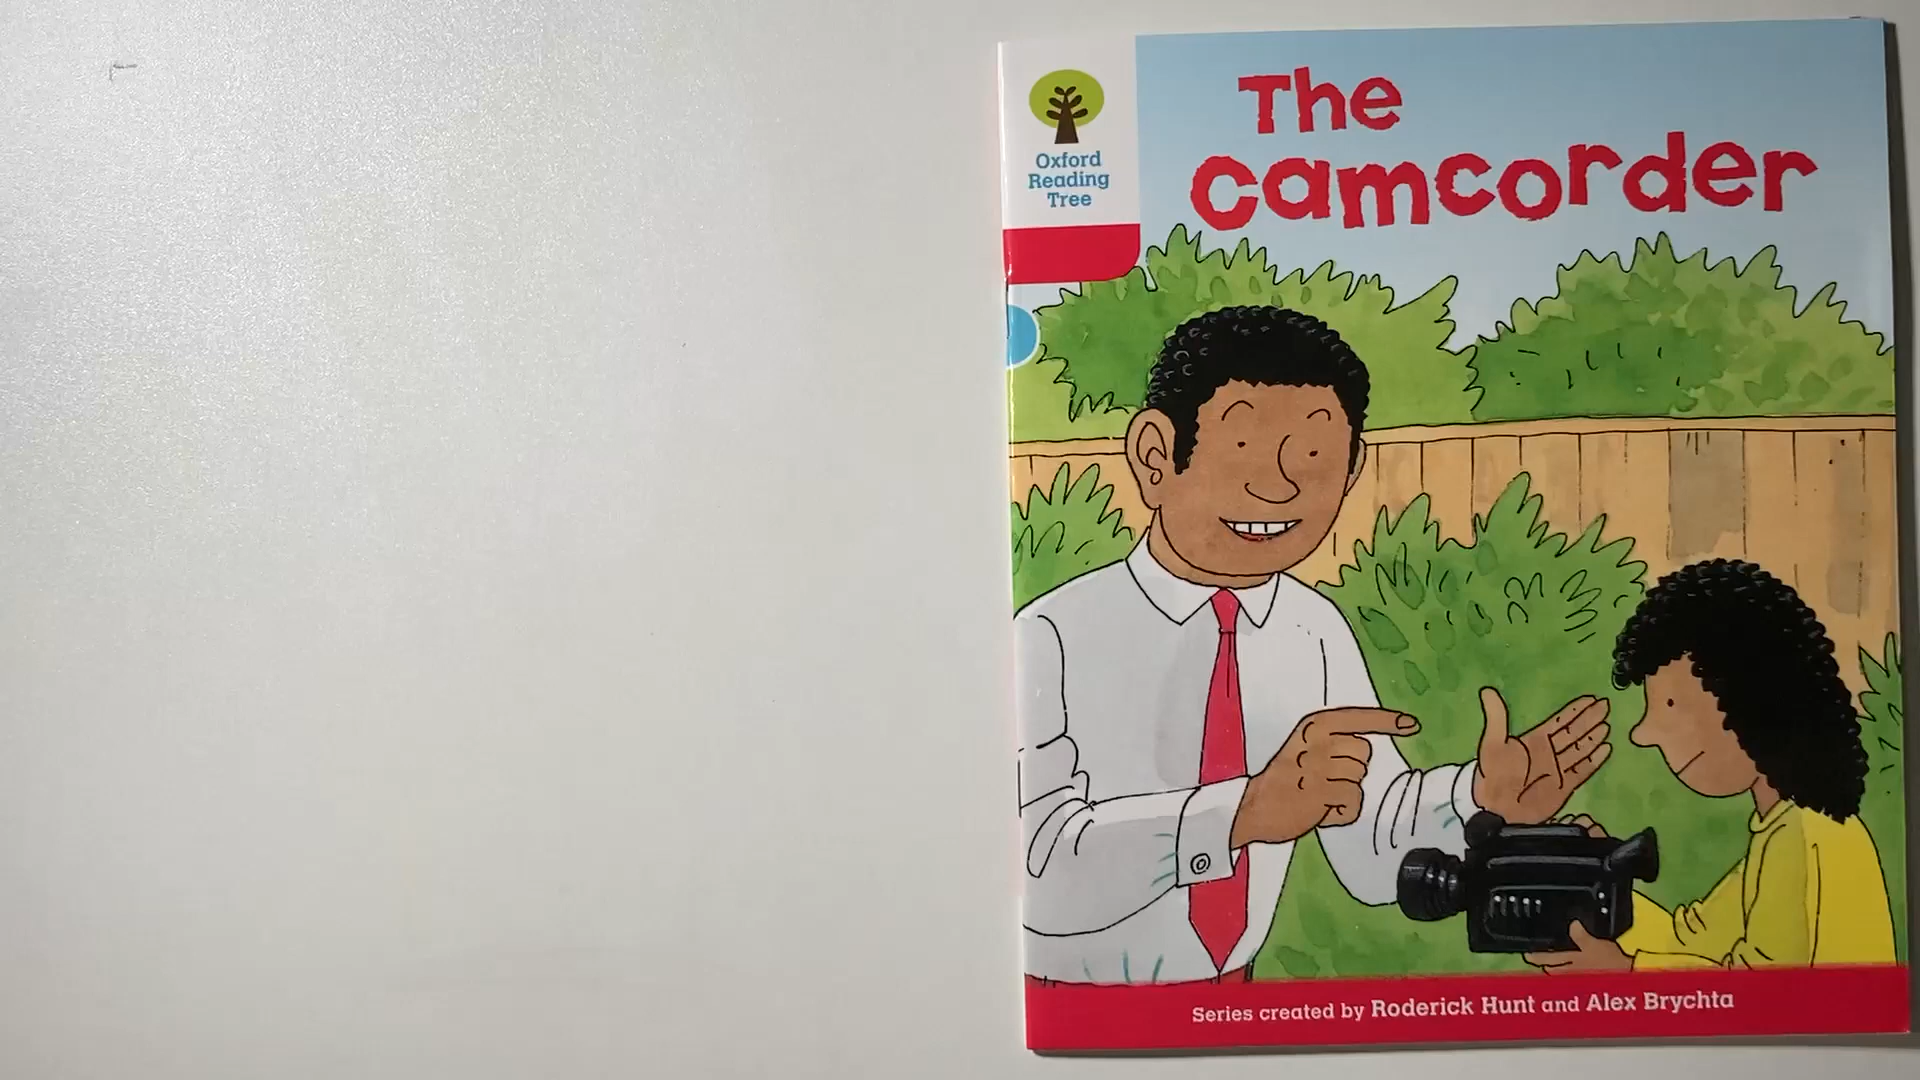 Oxford
Reading
Tree
The
camcorder
Series created by Roderick Hunt and Alex Brychta